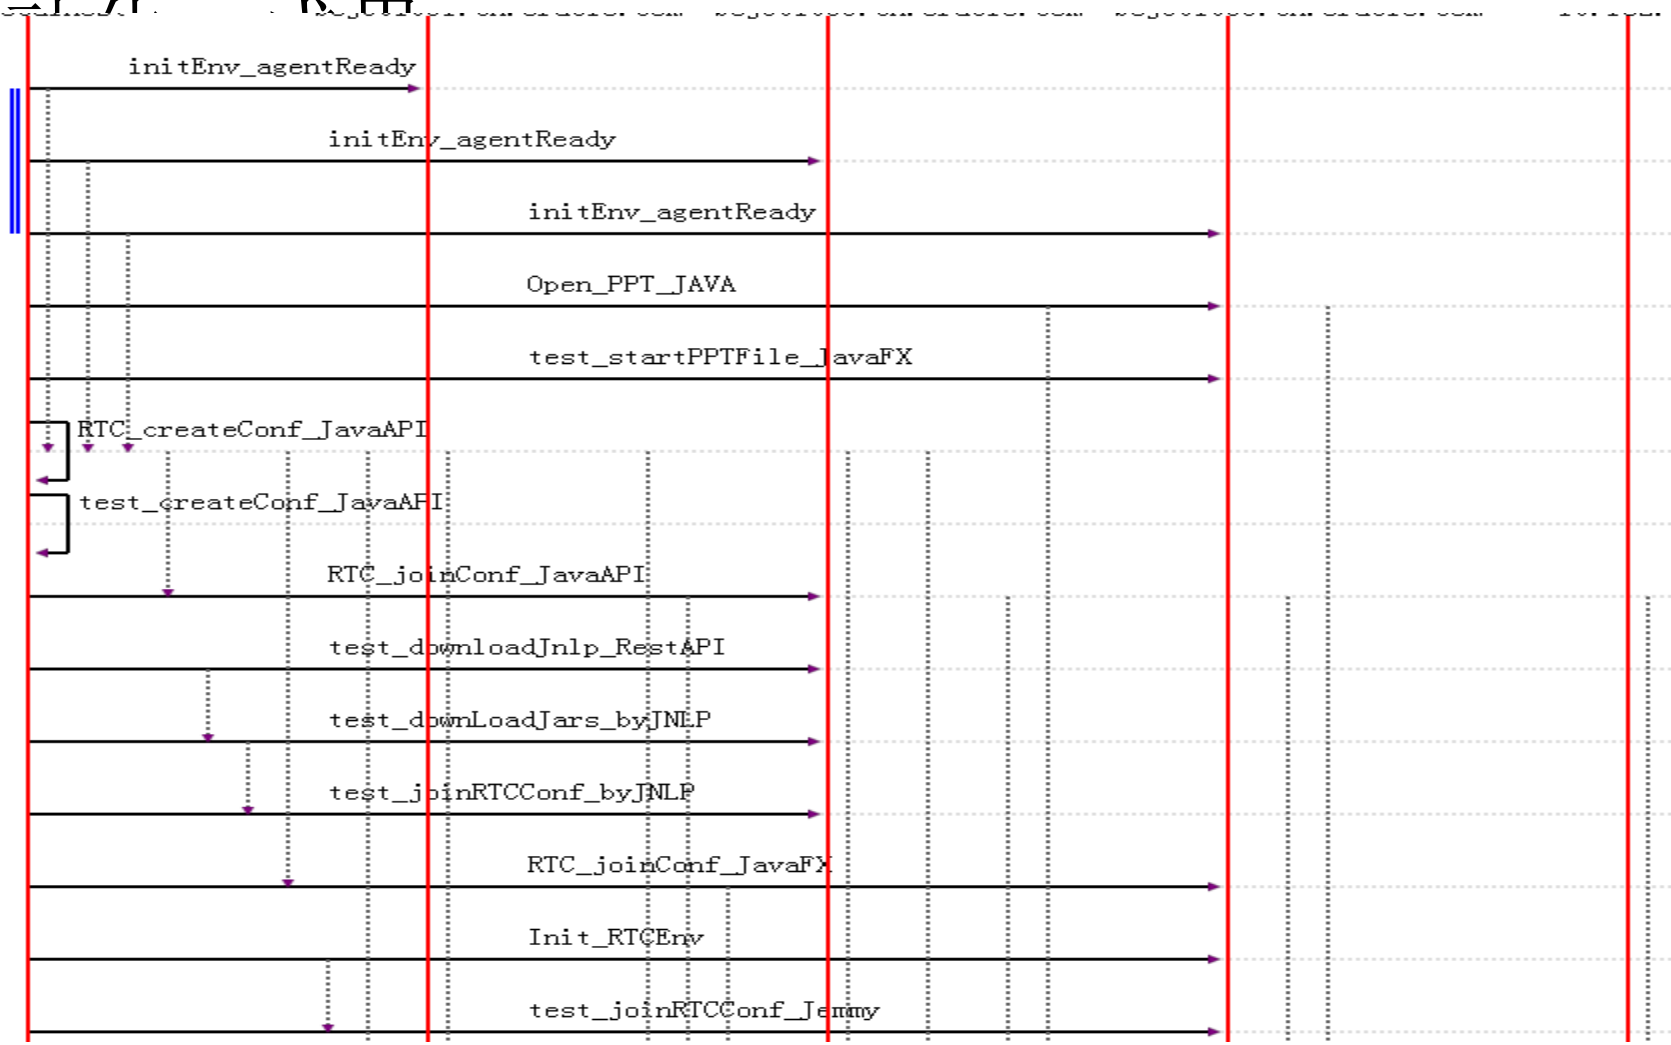 initEnv_agentReady
initEnv_agentReady
initEnv_agentReady
Open_PPT_JAVA
test_startPPTFile_JavaFX
RTC_createConf_JavaAPI
test_createConf_JavaAPI
RTC_joinConf_JavaAPI
test_downloadJnlp_RestAPI
test_downLoadJars_byJNLP
test_joinRTCConf_byJNLP
RTC_joinConf_JavaFX
Init_RTCEnv
test_joinRTCConf_Jemmy